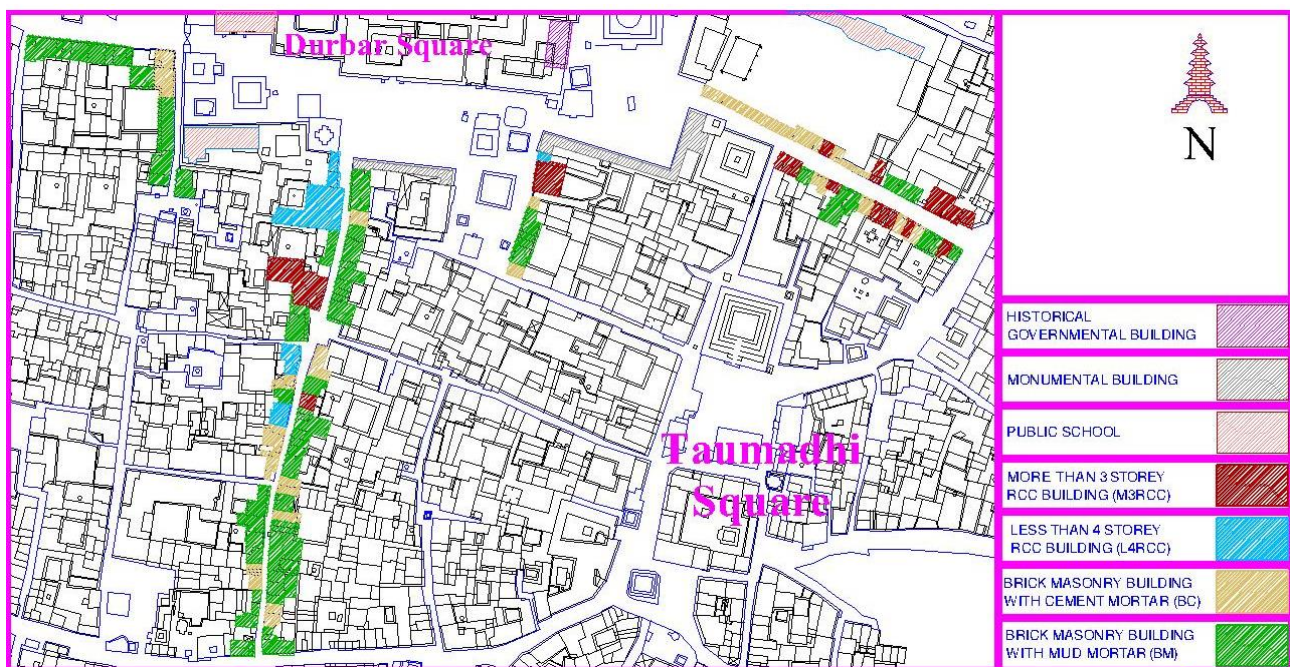 Durbar Square
Taumadhi
Square
N
HISTORICAL
GOVERNMENTAL BUILDING
MONUMENTAL BUILDING
PUBLIC SCHOOL
MORE THAN 3 STOREY
RCC BUILDING (M3RCC)
LESS THAN 4 STOREY
RCC BUILDING (L4RCC)
BRICK MASONRY BUILDING
WITH CEMENT MORTAR (BC)
BRICK MASONRY BUILDING
WITH MUD MORTAR (BM)